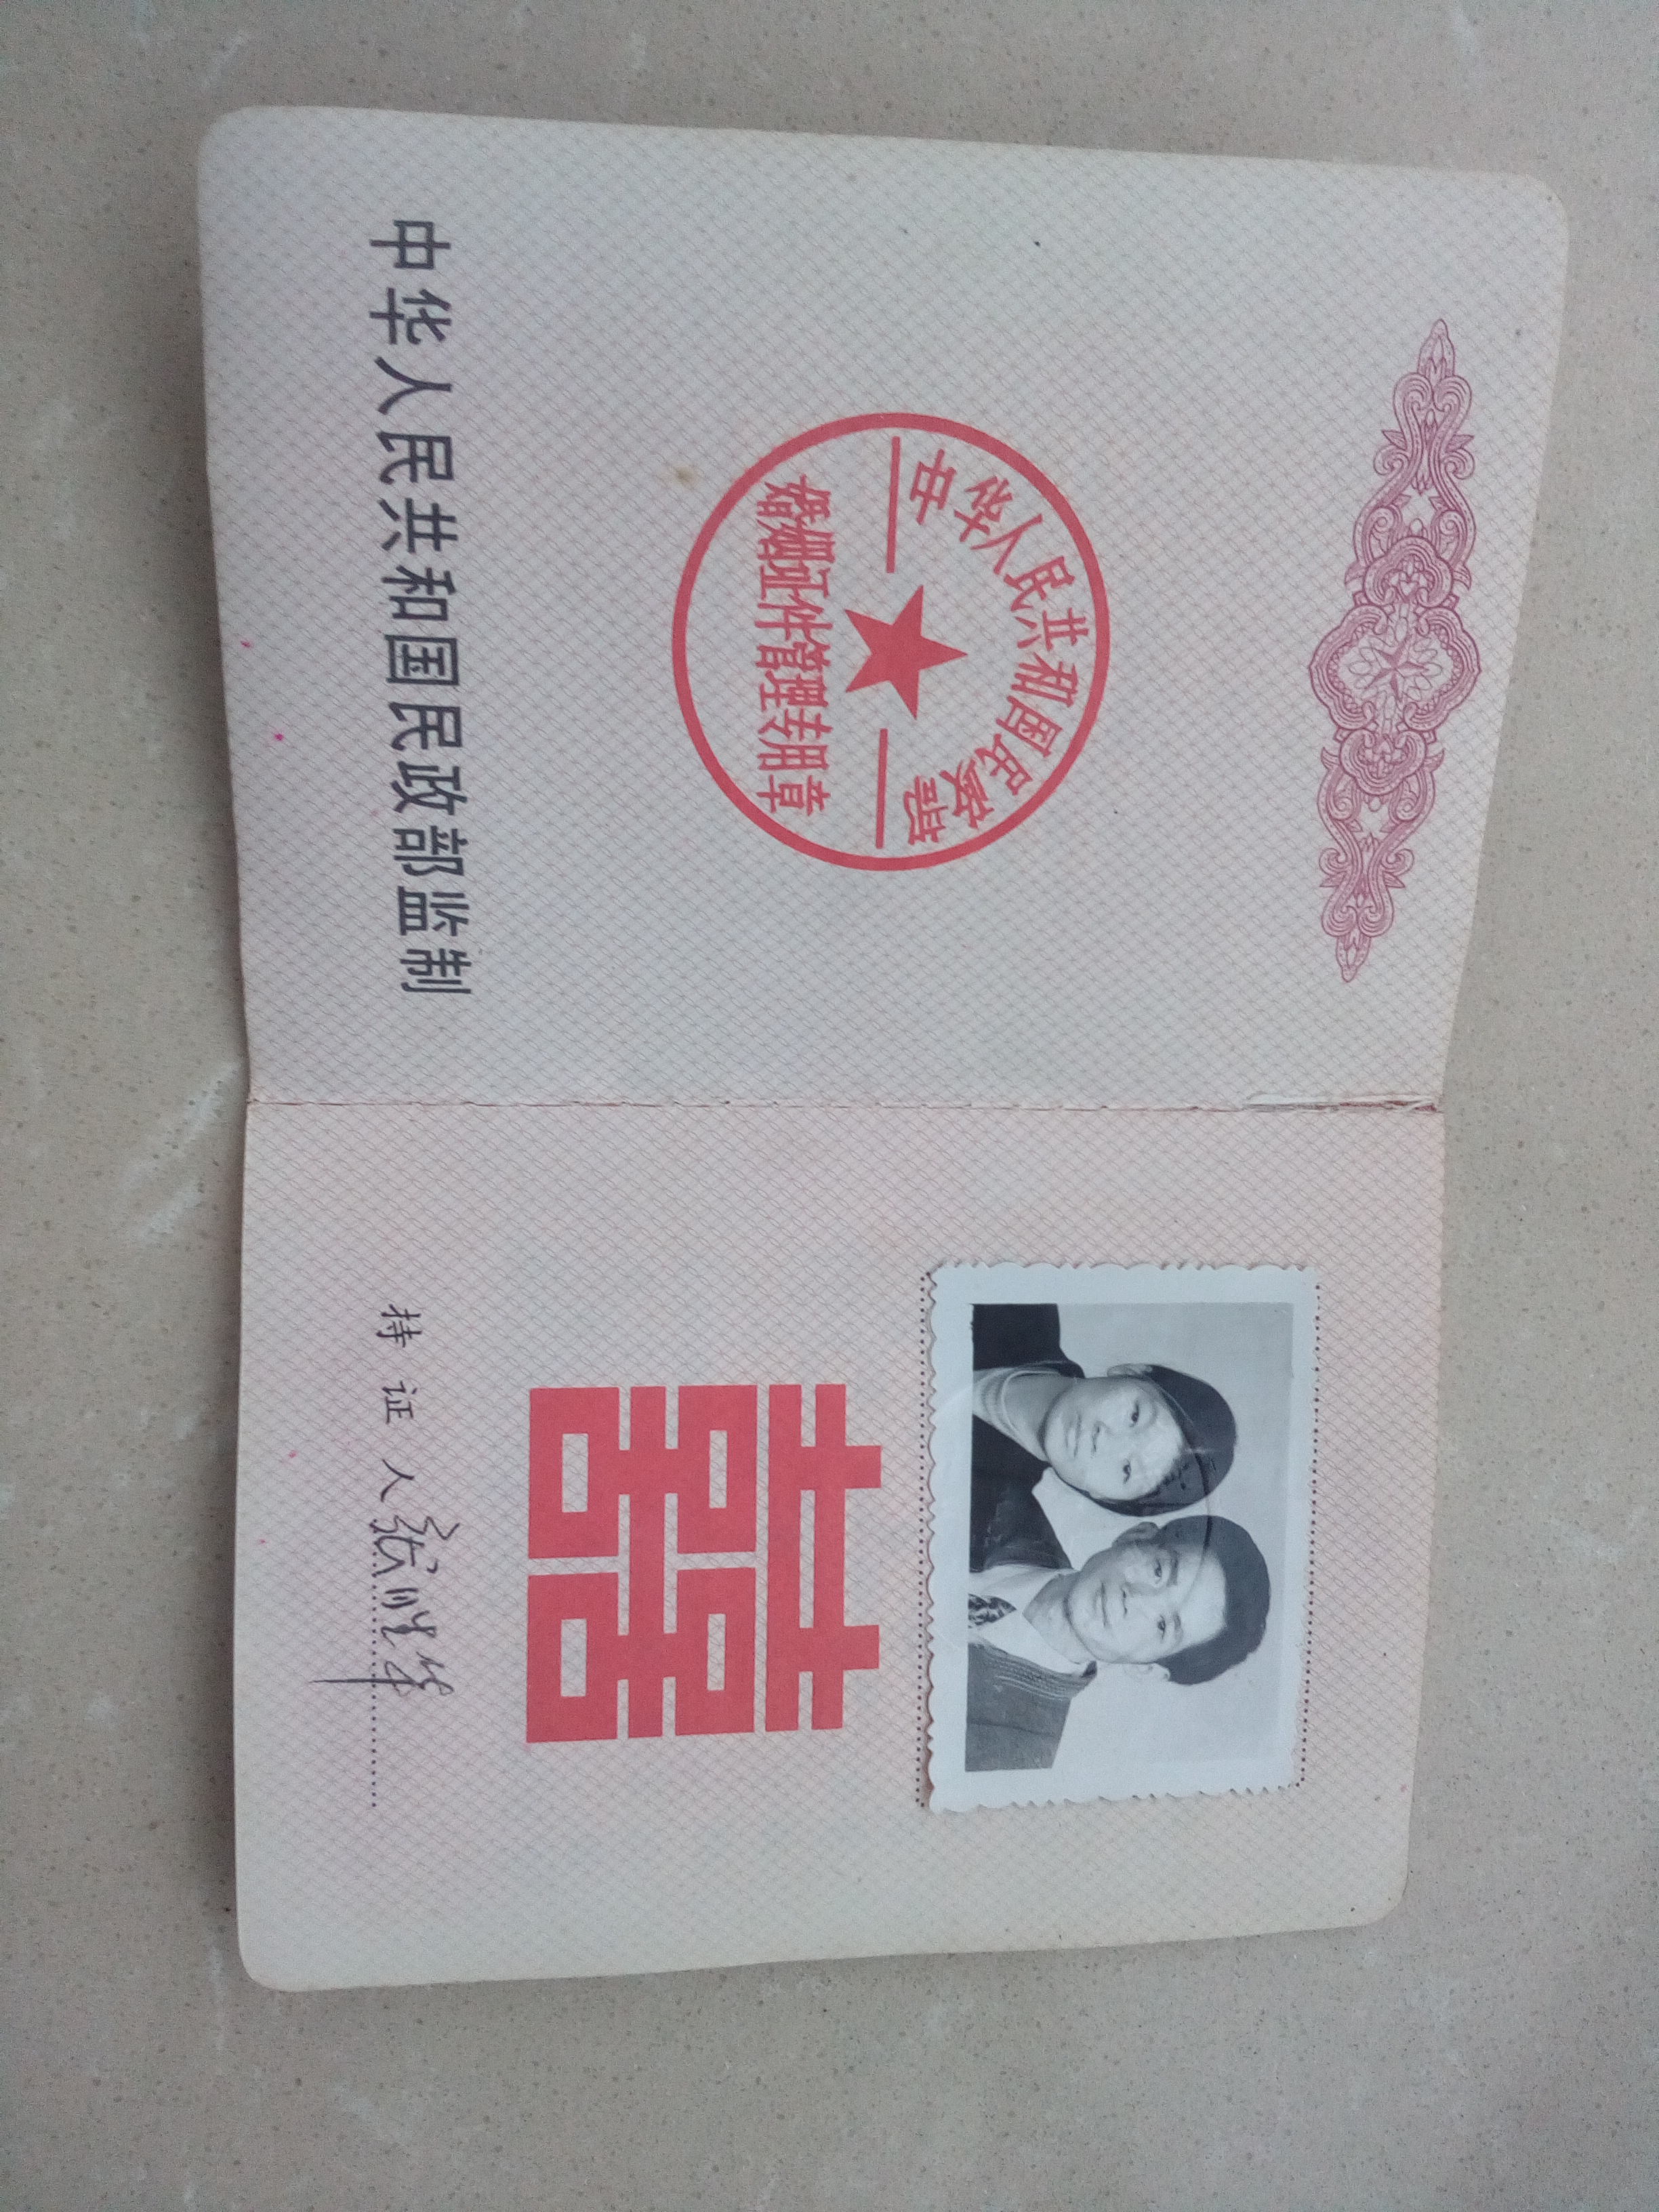 中华人民共和国民政部
婚姻证件管理专用章
中华人民共和国民政部监制
囍
持证人 张胜华